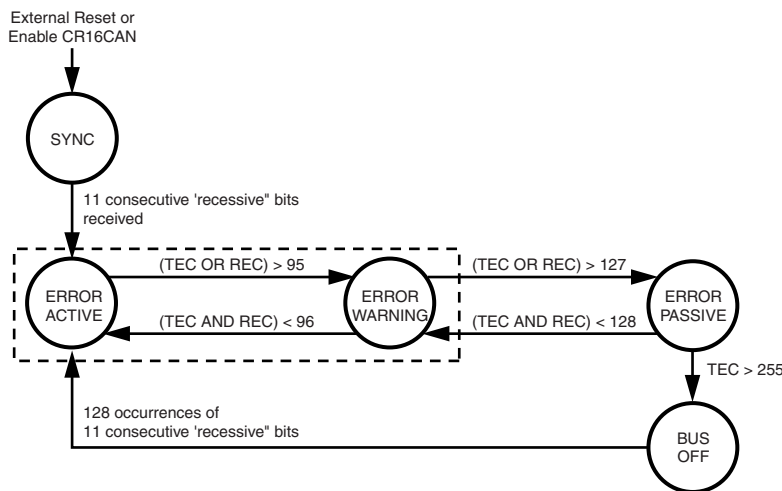 External Reset or
Enable CR16CAN
SYNC
11 consecutive 'recessive" bits
received
(TEC OR REC) > 95
(TEC OR REC) > 127
ERROR
ACTIVE
ERROR
WARNING
ERROR
PASSIVE
(TEC AND REC) < 96
(TEC AND REC) < 128
TEC > 255
128 occurrences of
11 consecutive 'recessive" bits
BUS
OFF